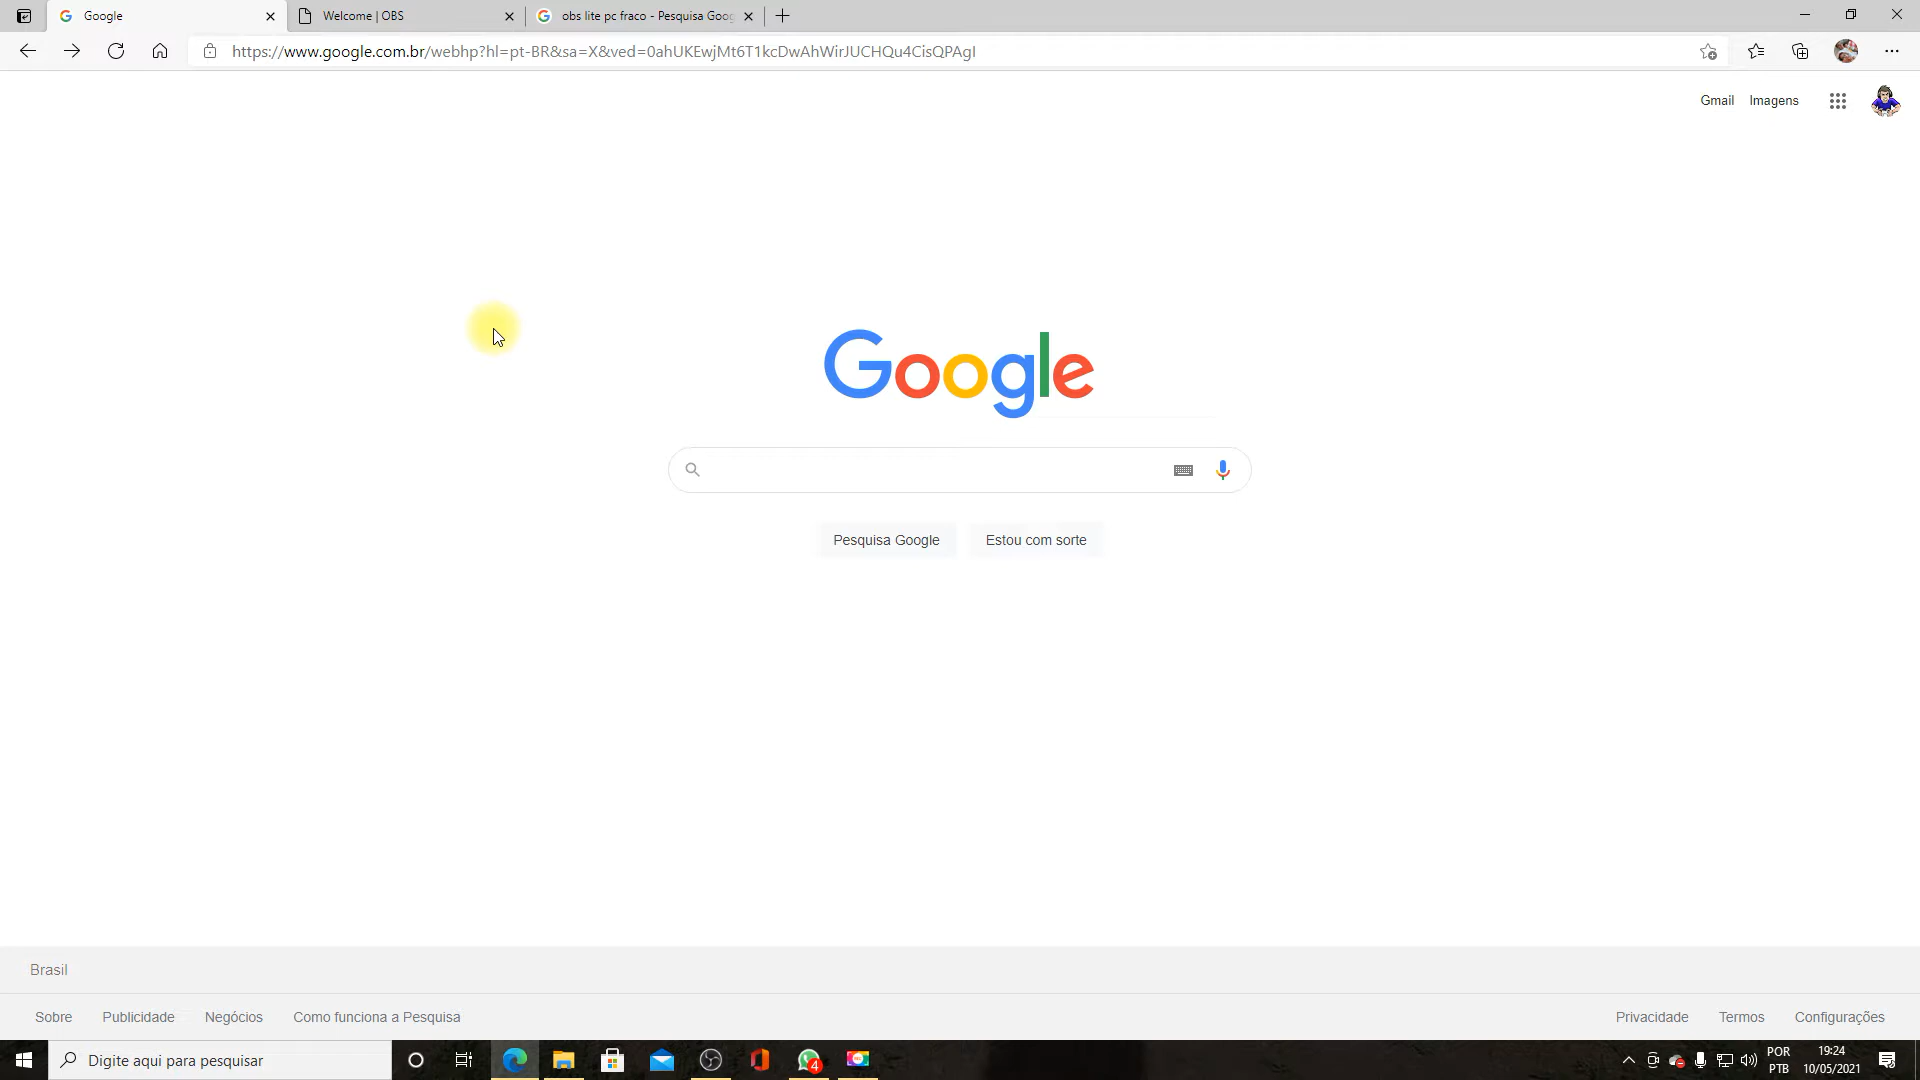 Google
Welcome | OBS
obs lite pc fraco - Pesquisa Goog
https://www.google.com.br/webhp?hl=pt-BR&sa=X&ved=0ahUKEwjMt6T1kcDwAhWirJUCHQu4CisQPAgI
Gmail
Imagens
Google
Pesquisa Google
Estou com sorte
Brasil
Sobre
Publicidade
Negócios
Como funciona a Pesquisa
Privacidade
Termos
Configurações
Digite aqui para pesquisar
4
POR
PTB
19:24
10/05/2021